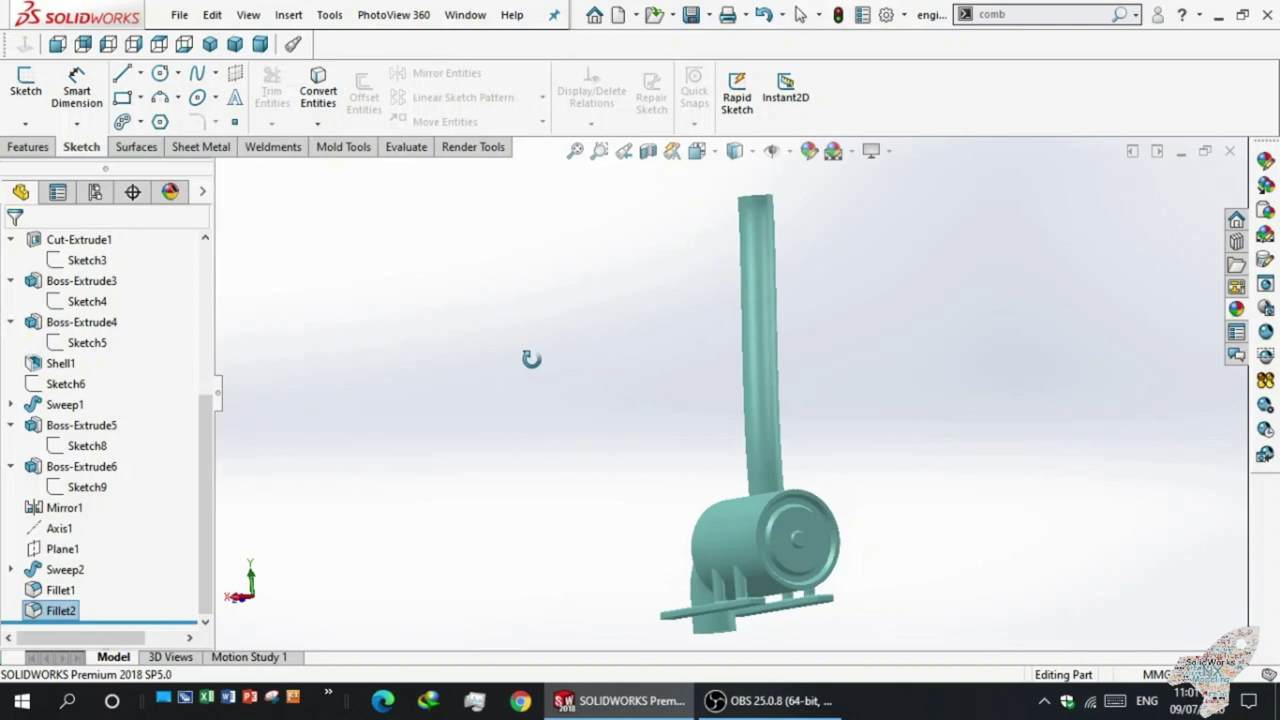 SOLIDWORKS File Edit View Insert Tools PhotoView 360 Window Help engi... comb
Sketch Smart Dimension Trim Entities Convert Entities Offset Entities Mirror Entities Linear Sketch Pattern Move Entities Display/Delete Relations Repair Sketch Quick Snaps Rapid Sketch Instant2D
Features Sketch Surfaces Sheet Metal Weldments Mold Tools Evaluate Render Tools
Cut-Extrude1
Sketch3
Boss-Extrude3
Sketch4
Boss-Extrude4
Sketch5
Shell1
Sketch6
Sweep1
Boss-Extrude5
Sketch8
Boss-Extrude6
Sketch9
Mirror1
Axis1
Plane1
Sweep2
Fillet1
Fillet2
Y
X
Model 3D Views Motion Study 1
SOLIDWORKS Premium 2018 SP5.0 Editing Part MMG
SOLIDWORKS Prem... OBS 25.0.8 (64-bit, ... ENG